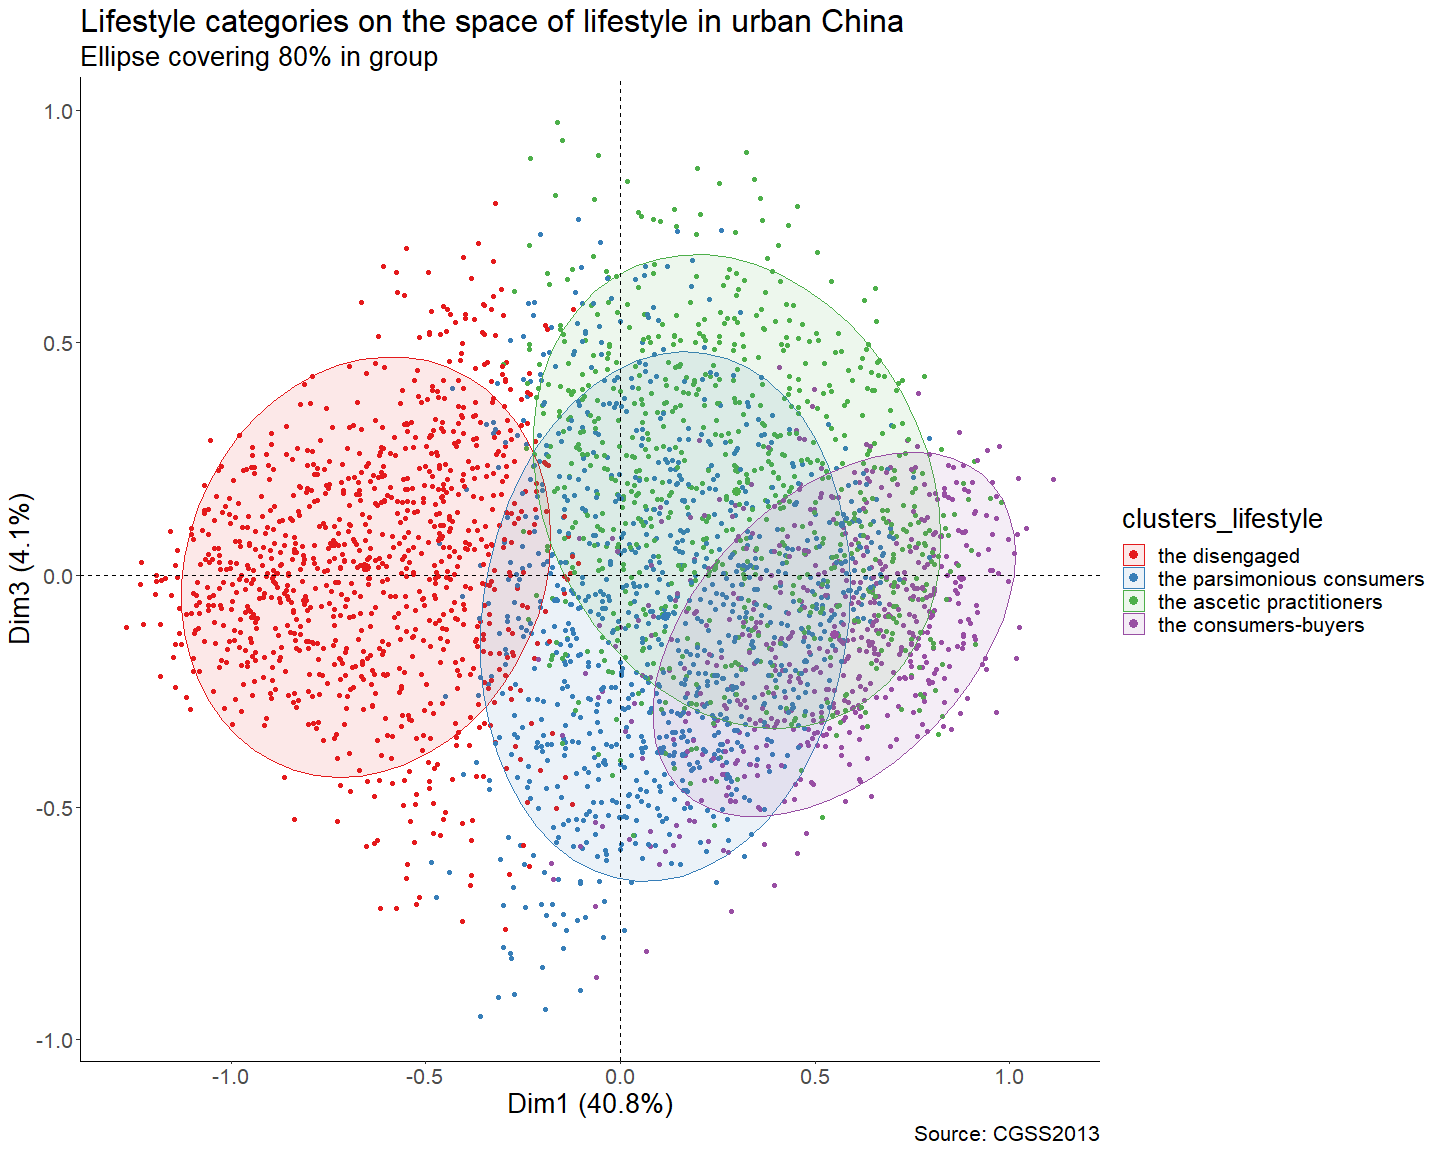 Lifestyle categories on the space of lifestyle in urban China
Ellipse covering 80% in group
1.0
0.5
0.0
-0.5
-1.0
Dim3 (4.1%)
-1.0
-0.5
0.0
0.5
1.0
Dim1 (40.8%)
clusters_lifestyle
the disengaged
the parsimonious consumers
the ascetic practitioners
the consumers-buyers
Source: CGSS2013